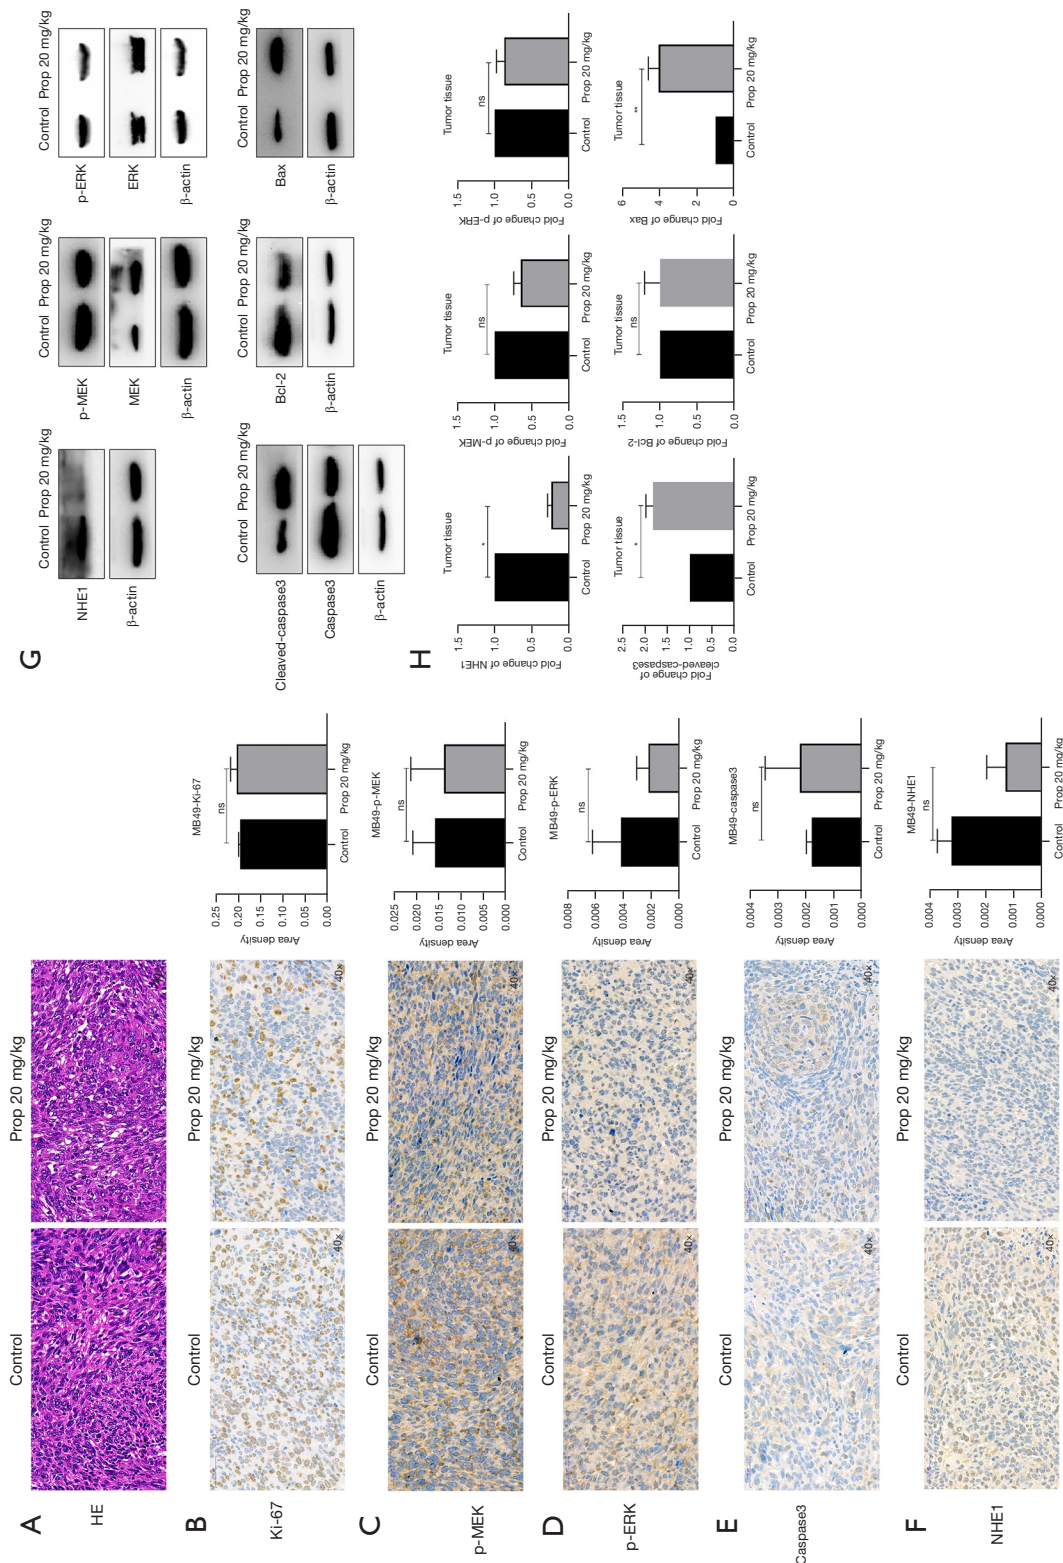 A
Control
Prop 20 mg/kg
HE
40×
40×
B
Control
Prop 20 mg/kg
Ki-67
40×
40×
MB49-Ki-67
ns
Area density
0.25
0.20
0.15
0.10
0.05
0.00
Control
Prop 20 mg/kg
C
Control
Prop 20 mg/kg
p-MEK
40×
40×
MB49-p-MEK
ns
Area density
0.025
0.020
0.015
0.010
0.005
0.000
Control
Prop 20 mg/kg
D
Control
Prop 20 mg/kg
p-ERK
40×
40×
MB49-p-ERK
ns
Area density
0.008
0.006
0.004
0.002
0.000
Control
Prop 20 mg/kg
E
Control
Prop 20 mg/kg
Caspase3
40×
40×
MB49-caspase3
ns
Area density
0.004
0.003
0.002
0.001
0.000
Control
Prop 20 mg/kg
F
Control
Prop 20 mg/kg
NHE1
40×
40×
MB49-NHE1
ns
Area density
0.004
0.003
0.002
0.001
0.000
Control
Prop 20 mg/kg
G
Control Prop 20 mg/kg
NHE1
β-actin
Control Prop 20 mg/kg
p-MEK
MEK
β-actin
Control Prop 20 mg/kg
p-ERK
ERK
β-actin
Control Prop 20 mg/kg
Cleaved-caspase3
Caspase3
β-actin
Control Prop 20 mg/kg
Bcl-2
β-actin
Control Prop 20 mg/kg
Bax
β-actin
H
Tumor tissue
*
Fold change of NHE1
1.5
1.0
0.5
0.0
Control
Prop 20 mg/kg
Tumor tissue
ns
Fold change of p-MEK
1.5
1.0
0.5
0.0
Control
Prop 20 mg/kg
Tumor tissue
ns
Fold change of p-ERK
1.5
1.0
0.5
0.0
Control
Prop 20 mg/kg
Tumor tissue
*
Fold change of
cleaved-caspase3
2.5
2.0
1.5
1.0
0.5
0.0
Control
Prop 20 mg/kg
Tumor tissue
ns
Fold change of Bcl-2
1.5
1.0
0.5
0.0
Control
Prop 20 mg/kg
Tumor tissue
**
Fold change of Bax
6
4
2
0
Control
Prop 20 mg/kg